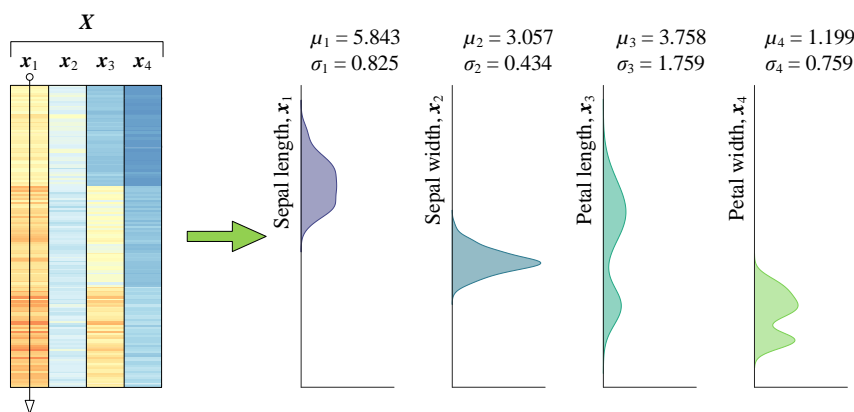 X
x1 x2 x3 x4
μ1 = 5.843
σ1 = 0.825
Sepal length, x1
μ2 = 3.057
σ2 = 0.434
Sepal width, x2
μ3 = 3.758
σ3 = 1.759
Petal length, x3
μ4 = 1.199
σ4 = 0.759
Petal width, x4